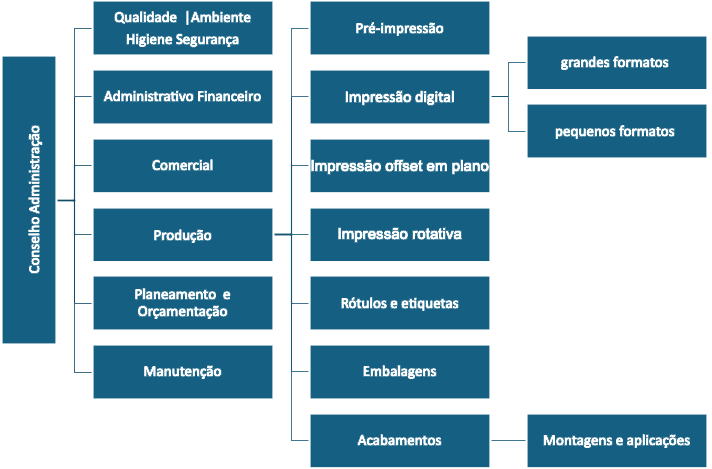 Conselho Administração
Qualidade |Ambiente
Higiene Segurança
Administrativo Financeiro
Comercial
Produção
Planeamento e
Orçamentação
Manutenção
Pré-impressão
Impressão digital
Impressão offset em plano
Impressão rotativa
Rótulos e etiquetas
Embalagens
Acabamentos
grandes formatos
pequenos formatos
Montagens e aplicações